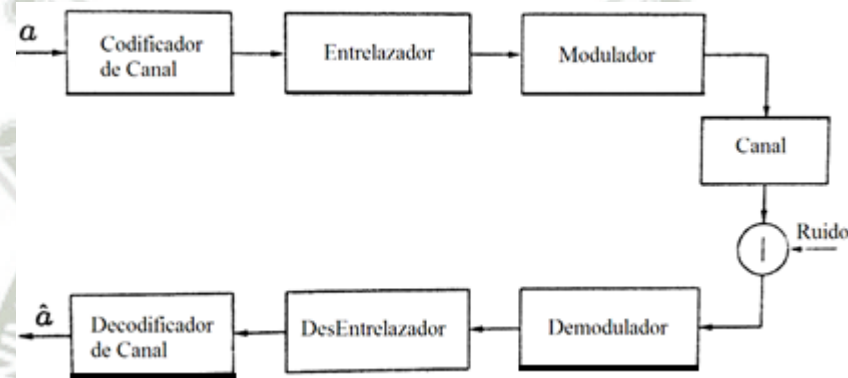 a
Codificador
de Canal
Entrelazador
Modulador
Canal
Ruido
Demodulador
DesEntrelazador
Decodificador
de Canal
â